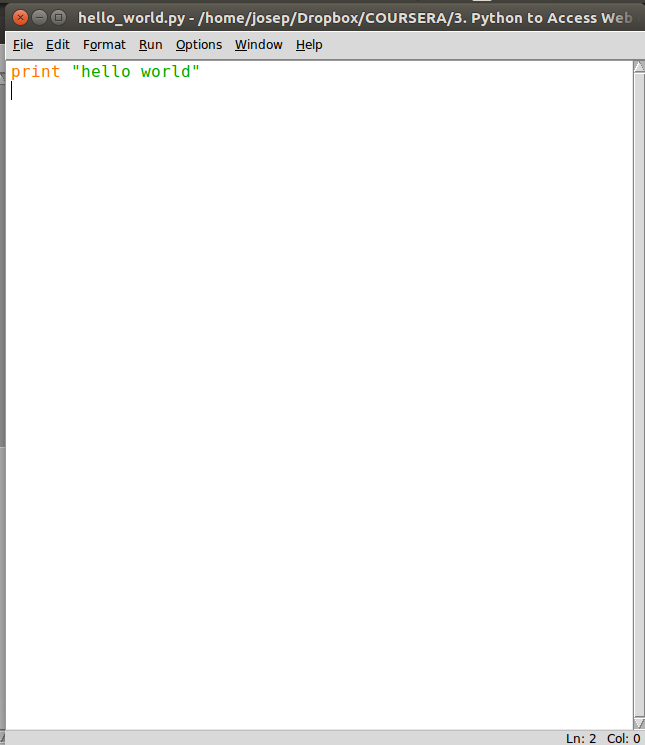 hello_world.py - /home/josep/Dropbox/COURSERA/3. Python to Access Web
File Edit Format Run Options Window Help
print "hello world"
Ln: 2 Col: 0